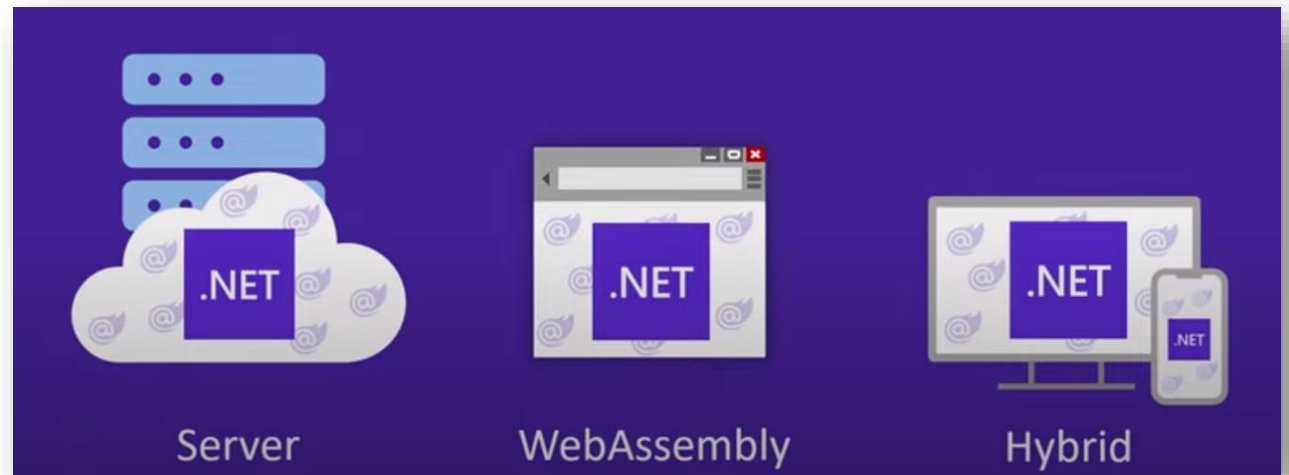 .NET
Server
.NET
WebAssembly
.NET
.NET
Hybrid